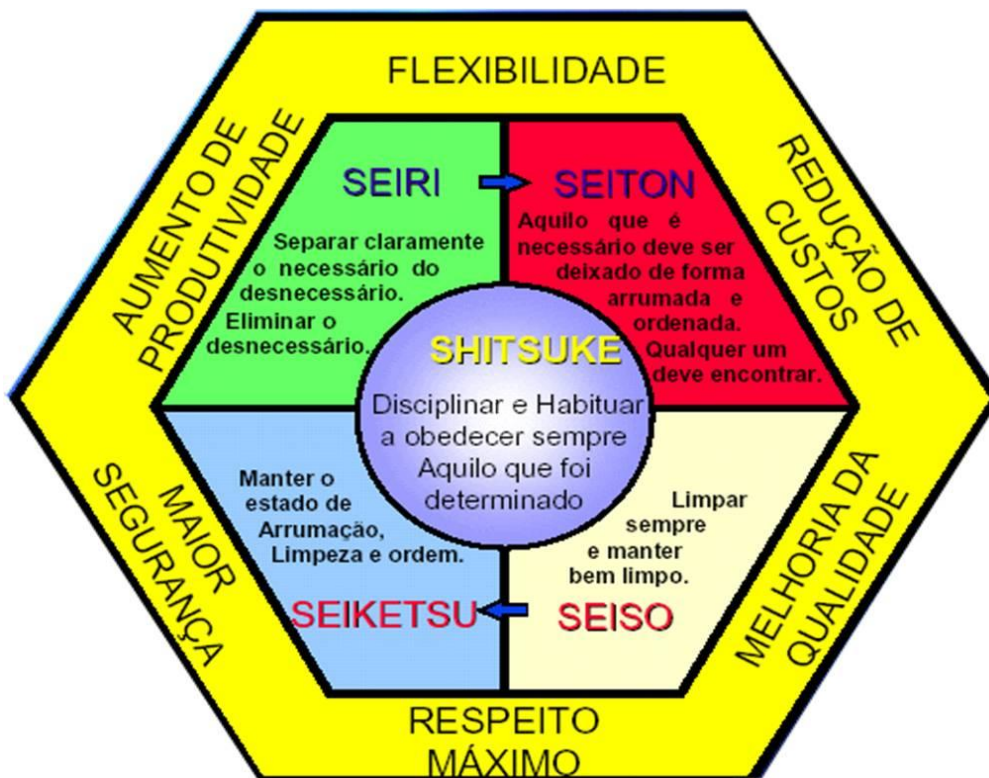 FLEXIBILIDADE
AUMENTO DE
PRODUTIVIDADE
REDUÇÃO DE
CUSTOS
SEIRI
Separar claramente
o necessário do
desnecessário.
Eliminar o
desnecessário.
SEITON
Aquilo que é
necessário deve ser
deixado de forma
arrumada e
ordenada.
Qualquer um
deve encontrar.
SHITSUKE
Disciplinar e Habituar
a obedecer sempre
Aquilo que foi
determinado
Manter o
estado de
Arrumação,
Limpeza e ordem.
SEIKETSU
Limpar
sempre
e manter
bem limpo.
SEISO
MAIOR
SEGURANÇA
MELHORIA DA
QUALIDADE
RESPEITO
MÁXIMO